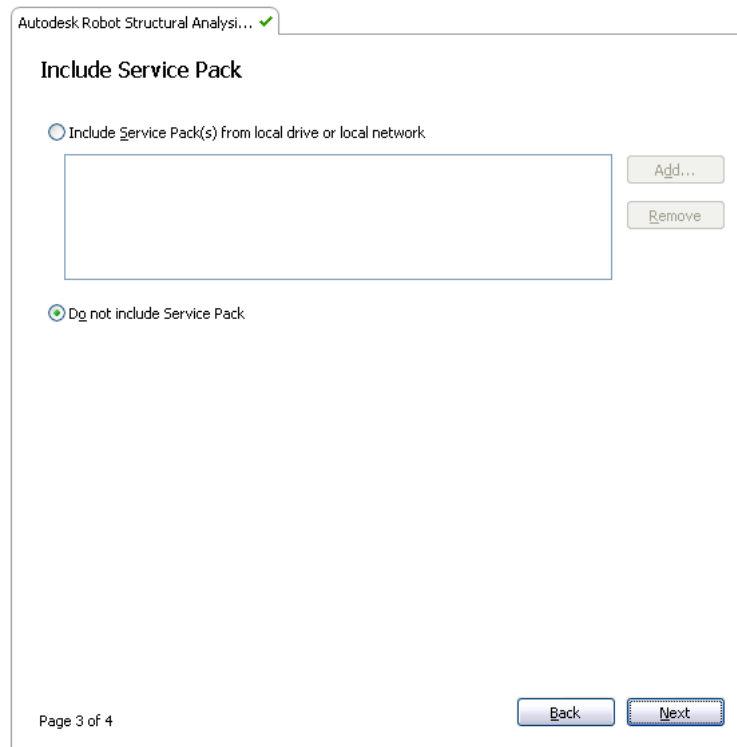 Autodesk Robot Structural Analysi...
Include Service Pack
Include Service Pack(s) from local drive or local network
Add...
Remove
Do not include Service Pack
Page 3 of 4
Back
Next